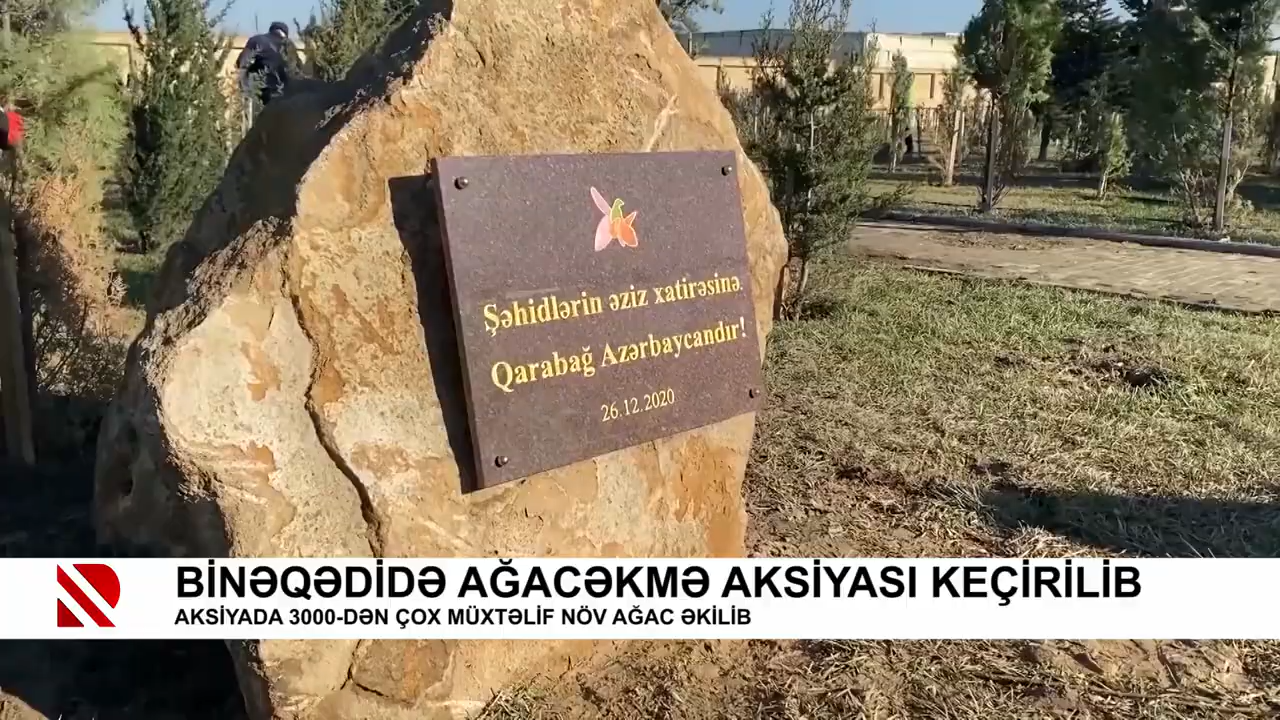 Şəhidlərin əziz xatirəsinə
Qarabağ Azərbaycandır!
26.12.2020
BİNƏQƏDİDƏ AĞACƏKMƏ AKSİYASI KEÇİRİLİB
AKSİYADA 3000-DƏN ÇOX MÜXTƏLİF NÖV AĞAC ƏKİLİB